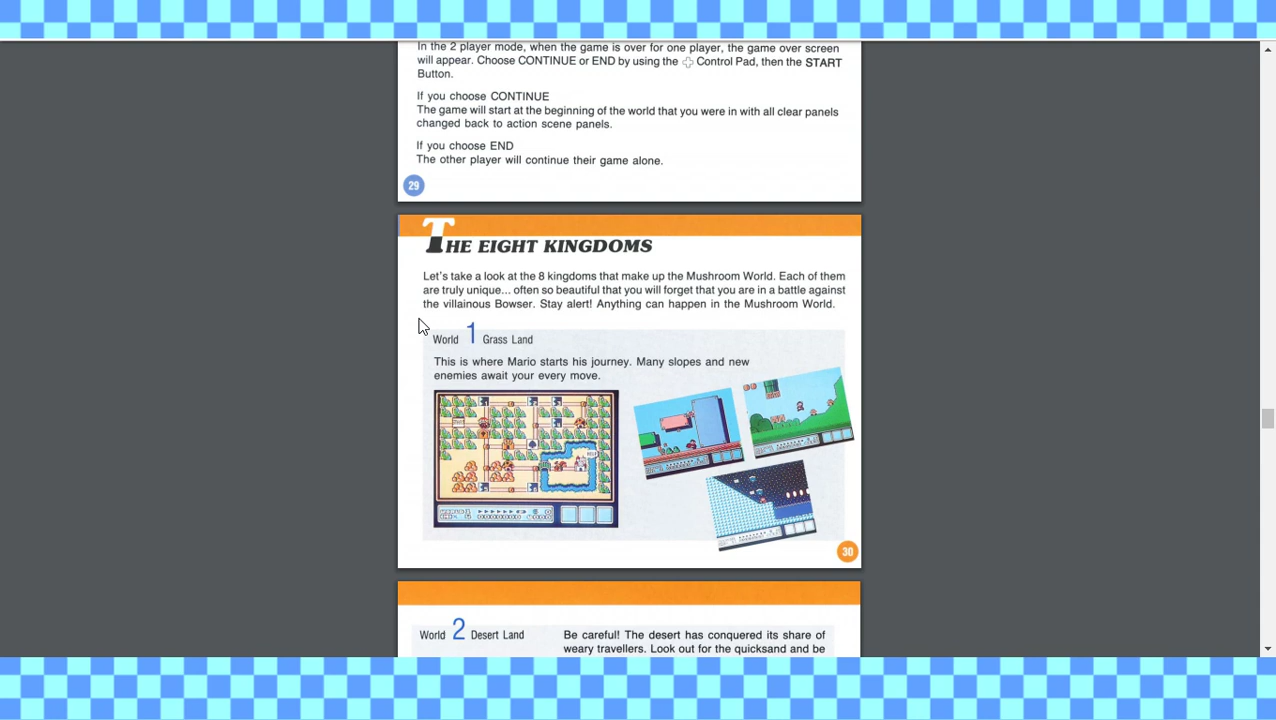 In the 2 player mode, when the game is over for one player, the game over screen
will appear. Choose CONTINUE or END by using the Control Pad, then the START
Button.
If you choose CONTINUE
The game will start at the beginning of the world that you were in with all clear panels
changed back to action scene panels.
If you choose END
The other player will continue their game alone.
29
THE EIGHT KINGDOMS
Let's take a look at the 8 kingdoms that make up the Mushroom World. Each of them
are truly unique... often so beautiful that you will forget that you are in a battle against
the villainous Bowser. Stay alert! Anything can happen in the Mushroom World.
World 1 Grass Land
This is where Mario starts his journey. Many slopes and new
enemies await your every move.
30
World 2 Desert Land
Be careful! The desert has conquered its share of
weary travellers. Look out for the quicksand and be